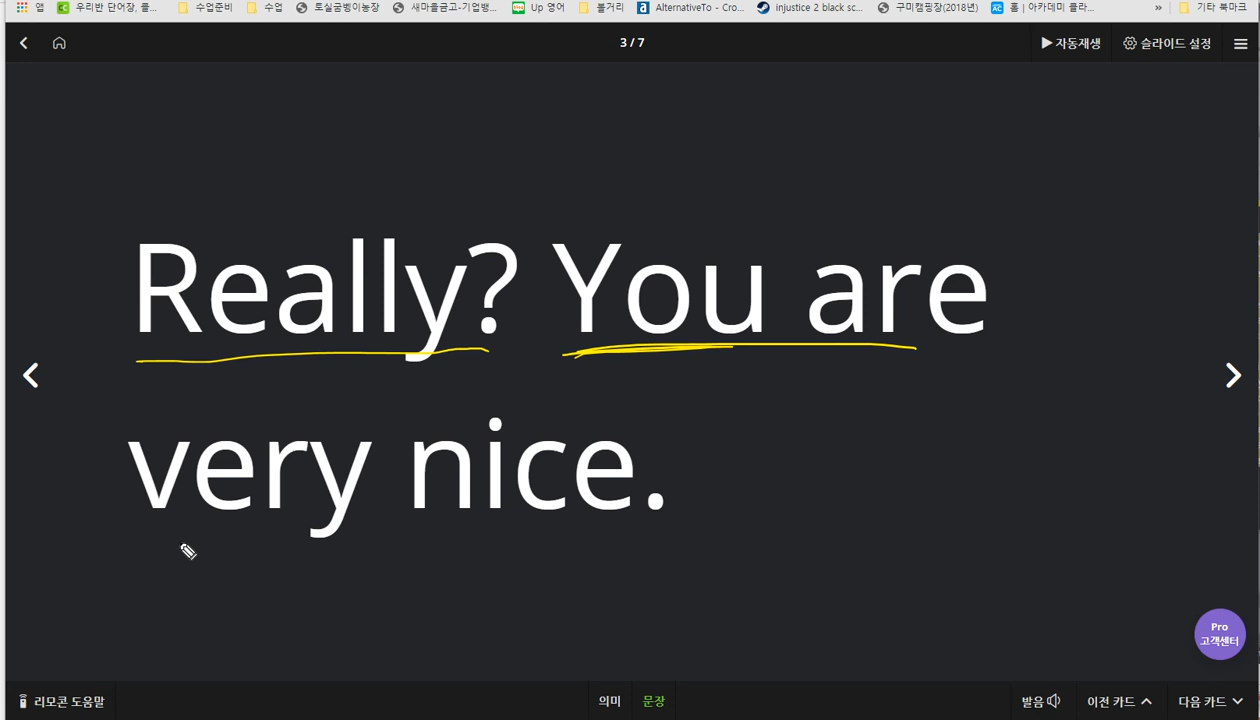 앱 우리반 단어장, 클... 수업준비 수업 토실굼벵이농장 새마을금고-기업뱅... Up 영어 볼거리 AlternativeTo - Cro... injustice 2 black sc... 구미캠핑장(2018년) 홈 | 아카데미 클라... » 기타 북마크
3 / 7 자동재생 슬라이드 설정
Really? You are
very nice.
Pro
고객센터
리모콘 도움말 의미 문장 발음 이전 카드 다음 카드